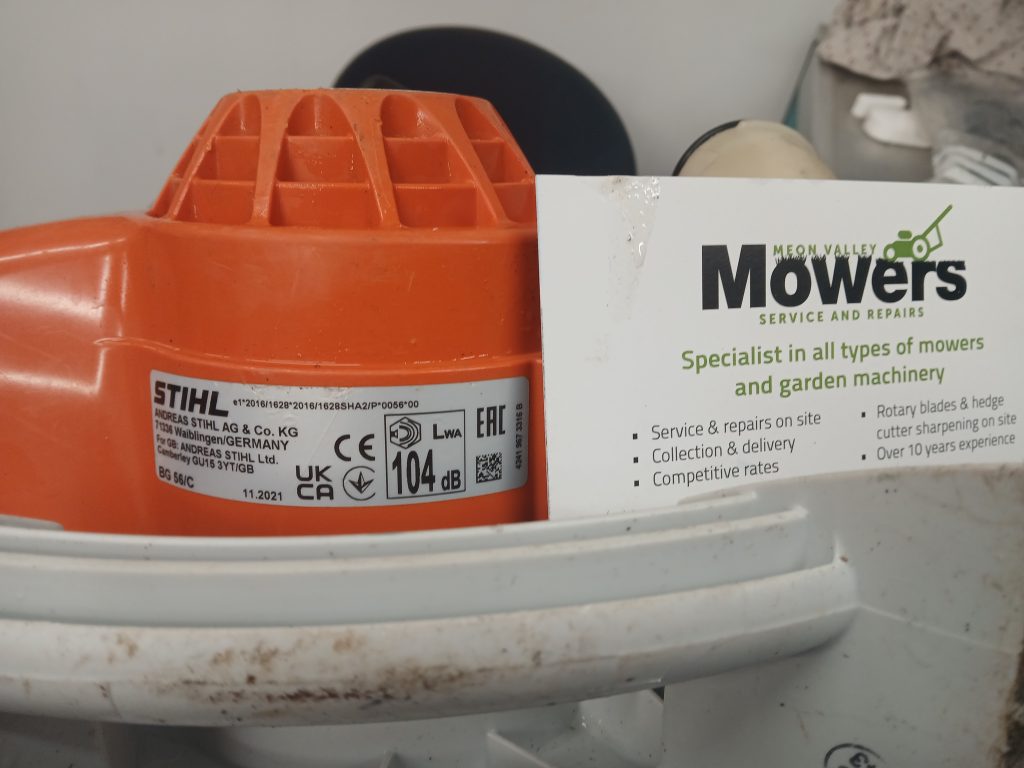 STIHL
e1*2016/1628*2016/1628SHA2/P*0056*00
ANDREAS STIHL AG & Co. KG
71336 Waiblingen/GERMANY
For GB: ANDREAS STIHL Ltd.
Camberley GU15 3YT/GB
BG 56/C
11.2021
CE
UK
CA
LWA
104 dB
EAC
4241 967 3316 B
MEON VALLEY
Mowers
SERVICE AND REPAIRS
Specialist in all types of mowers
and garden machinery
Service & repairs on site
Collection & delivery
Competitive rates
Rotary blades & hedge
cutter sharpening on site
Over 10 years experience